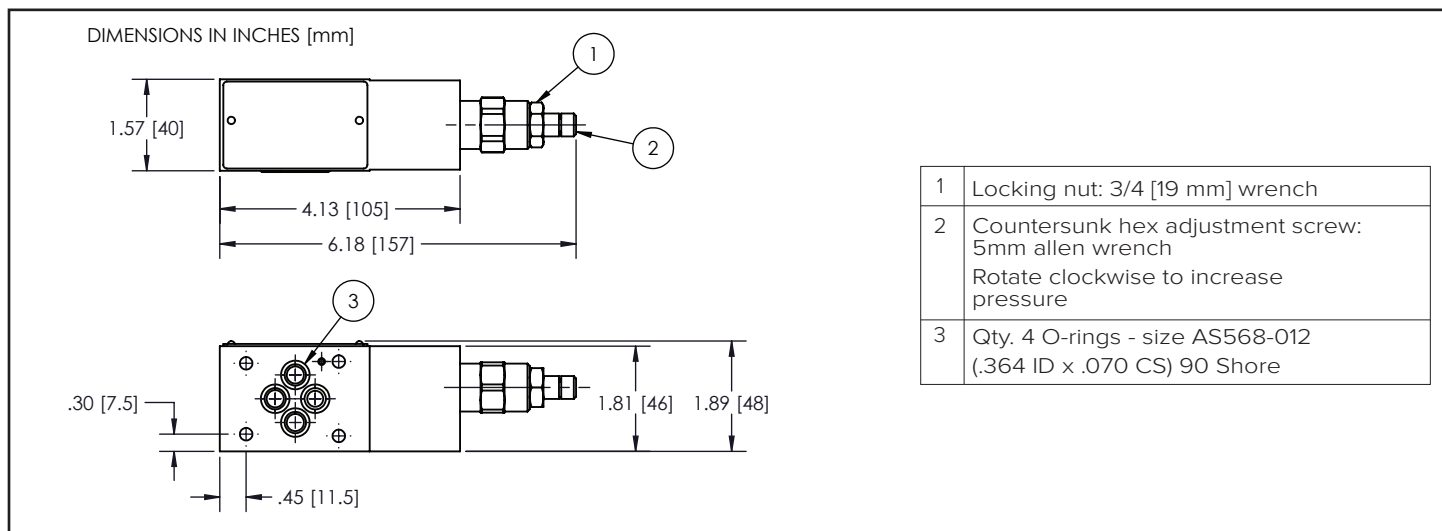 DIMENSIONS IN INCHES [mm]
1
1.57 [40]
2
4.13 [105]
6.18 [157]
3
.30 [7.5]
1.81 [46]
1.89 [48]
.45 [11.5]
1 Locking nut: 3/4 [19 mm] wrench
2 Countersunk hex adjustment screw:
5mm allen wrench
Rotate clockwise to increase
pressure
3 Qty. 4 O-rings - size AS568-012
(.364 ID x .070 CS) 90 Shore